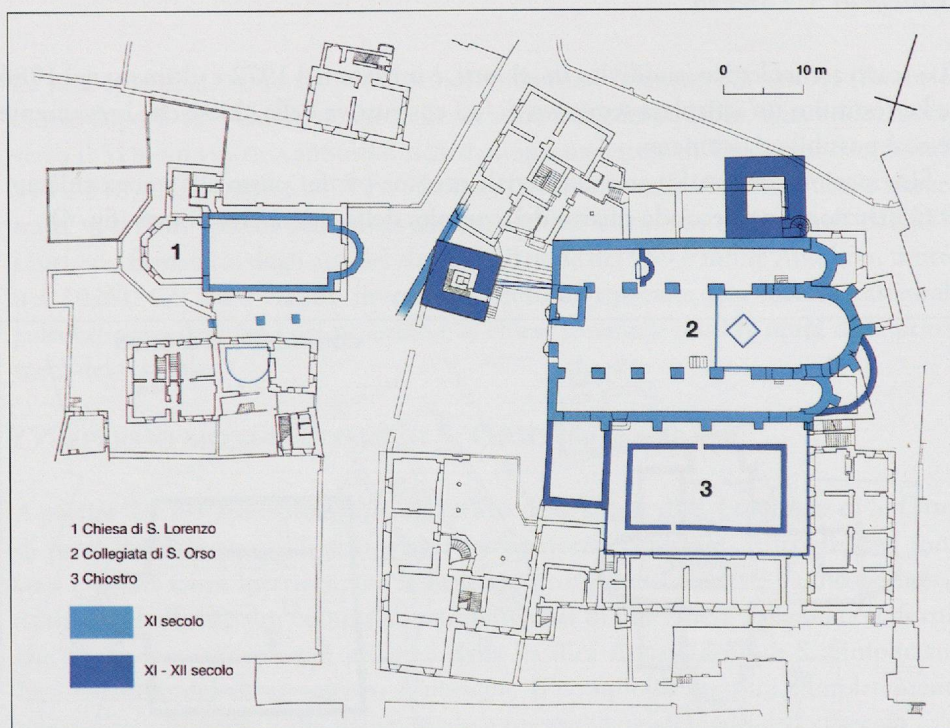 0 10 m
1
2
3
1 Chiesa di S. Lorenzo
2 Collegiata di S. Orso
3 Chiostro
XI secolo
XI - XII secolo